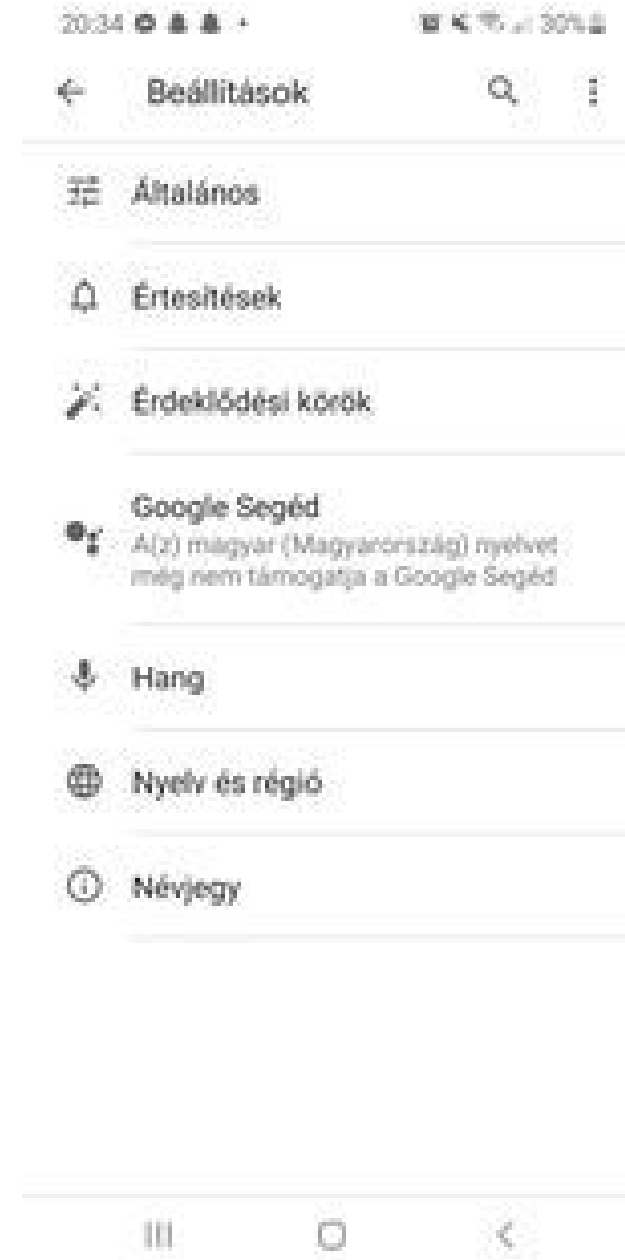 20:34 30%
Beállítások
Általános
Értesítések
Érdeklődési körök
Google Segéd
A(z) magyar (Magyarország) nyelvet
még nem támogatja a Google Segéd
Hang
Nyelv és régió
Névjegy